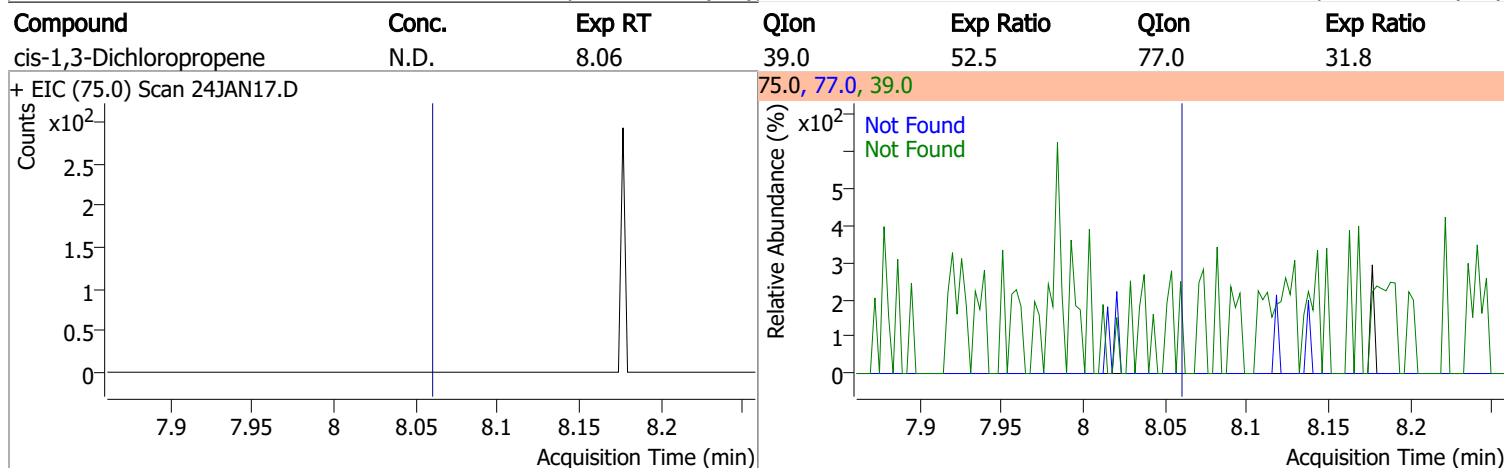 Compound Conc. Exp RT QIon Exp Ratio QIon Exp Ratio
cis-1,3-Dichloropropene N.D. 8.06 39.0 52.5 77.0 31.8
+ EIC (75.0) Scan 24JAN17.D
Counts
x10²
2.5
2
1.5
1
0.5
0
7.9 7.95 8 8.05 8.1 8.15 8.2
Acquisition Time (min)
75.0, 77.0, 39.0
Relative Abundance (%)
x10²
Not Found
Not Found
5
4
3
2
1
0
7.9 7.95 8 8.05 8.1 8.15 8.2
Acquisition Time (min)